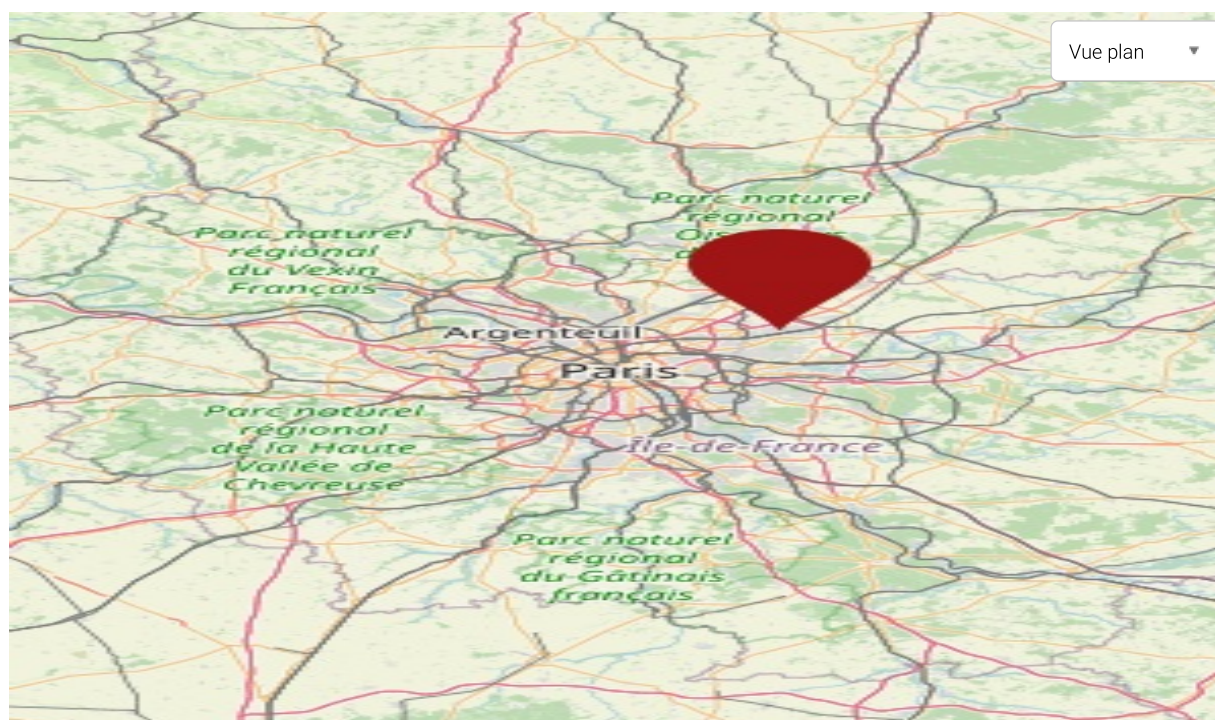 Vue plan
Parc naturel
régional
Parc naturel
régional
du Vexin
Français
Argenteuil
Paris
Parc naturel
régional
de la Haute
Vallée de
Chevreuse
Île-de-France
Parc naturel
régional
du Gâtinais
français